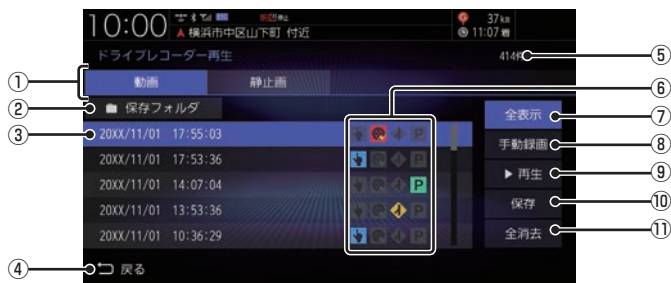 10:00
横浜市中区山下町 付近
37km
11:07着
ドライブレコーダー再生
414件
⑤
①
動画
静止画
⑥
②
保存フォルダ
全表示
⑦
③
20XX/11/01 17:55:03
手動録画
⑧
20XX/11/01 17:53:36
▶ 再生
⑨
20XX/11/01 14:07:04
P
保存
⑩
20XX/11/01 13:53:36
全消去
⑪
20XX/11/01 10:36:29
④
戻る